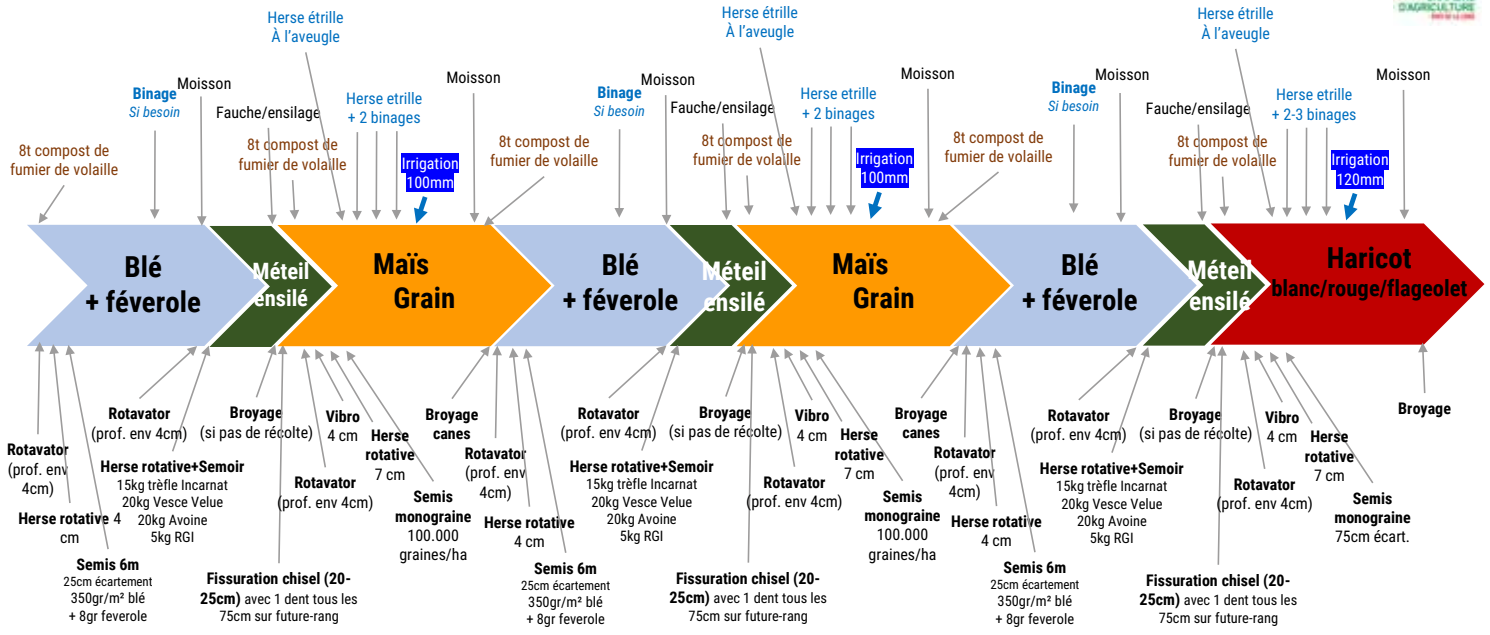 D'AGRICULTURE
Herse étrille
À l'aveugle
Herse étrille
À l'aveugle
Herse étrille
À l'aveugle
Binage
Si besoin
Moisson
Fauche/ensilage
Herse etrille
+ 2 binages
Moisson
Binage
Si besoin
Moisson
Fauche/ensilage
Herse etrille
+ 2 binages
Moisson
Binage
Si besoin
Moisson
Fauche/ensilage
Herse etrille
+ 2-3 binages
Moisson
8t compost de
fumier de volaille
8t compost de
fumier de volaille
Irrigation
100mm
8t compost de
fumier de volaille
8t compost de
fumier de volaille
Irrigation
100mm
8t compost de
fumier de volaille
8t compost de
fumier de volaille
Irrigation
120mm
Blé
+ féverole
Méteil
ensilé
Maïs
Grain
Blé
+ féverole
Méteil
ensilé
Maïs
Grain
Blé
+ féverole
Méteil
ensilé
Haricot
blanc/rouge/flageolet
Rotavator
(prof. env
4cm)
Herse rotative 4
cm
Semis 6m
25cm écartement
350gr/m² blé
+ 8gr feverole
Rotavator
(prof. env 4cm)
Herse rotative+Semoir
15kg trèfle Incarnat
20kg Vesce Velue
20kg Avoine
5kg RGI
Broyage
(si pas de récolte)
Fissuration chisel (20-
25cm) avec 1 dent tous les
75cm sur future-rang
Rotavator
(prof. env 4cm)
Vibro
4 cm
Herse
rotative
7 cm
Semis
monograine
100.000
graines/ha
Broyage
canes
Rotavator
(prof. env
4cm)
Herse rotative
4 cm
Semis 6m
25cm écartement
350gr/m² blé
+ 8gr feverole
Rotavator
(prof. env 4cm)
Herse rotative+Semoir
15kg trèfle Incarnat
20kg Vesce Velue
20kg Avoine
5kg RGI
Broyage
(si pas de récolte)
Fissuration chisel (20-
25cm) avec 1 dent tous les
75cm sur future-rang
Rotavator
(prof. env 4cm)
Vibro
4 cm
Herse
rotative
7 cm
Semis
monograine
100.000
graines/ha
Broyage
canes
Rotavator
(prof. env
4cm)
Herse rotative
4 cm
Semis 6m
25cm écartement
350gr/m² blé
+ 8gr feverole
Rotavator
(prof. env 4cm)
Herse rotative+Semoir
15kg trèfle Incarnat
20kg Vesce Velue
20kg Avoine
5kg RGI
Broyage
(si pas de récolte)
Fissuration chisel (20-
25cm) avec 1 dent tous les
75cm sur future-rang
Rotavator
(prof. env 4cm)
Vibro
4 cm
Herse
rotative
7 cm
Semis
monograine
75cm écart.
Broyage